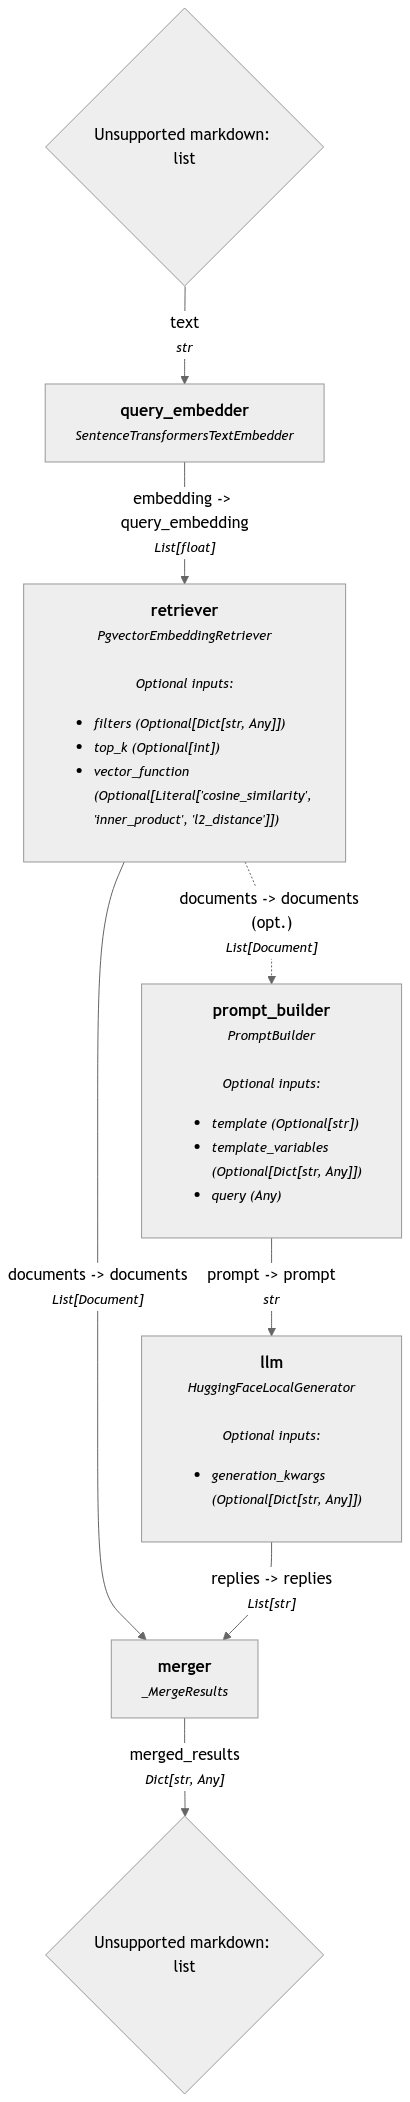 Unsupported markdown:
list
text
str
query_embedder
SentenceTransformersTextEmbedder
embedding ->
query_embedding
List[float]
retriever
PgvectorEmbeddingRetriever
Optional inputs:
• filters (Optional[Dict[str, Any]])
• top_k (Optional[int])
• vector_function
(Optional[Literal['cosine_similarity',
'inner_product', 'l2_distance']])
documents -> documents
(opt.)
List[Document]
prompt_builder
PromptBuilder
Optional inputs:
• template (Optional[str])
• template_variables
(Optional[Dict[str, Any]])
• query (Any)
documents -> documents
List[Document]
prompt -> prompt
str
llm
HuggingFaceLocalGenerator
Optional inputs:
• generation_kwargs
(Optional[Dict[str, Any]])
replies -> replies
List[str]
merger
_MergeResults
merged_results
Dict[str, Any]
Unsupported markdown:
list